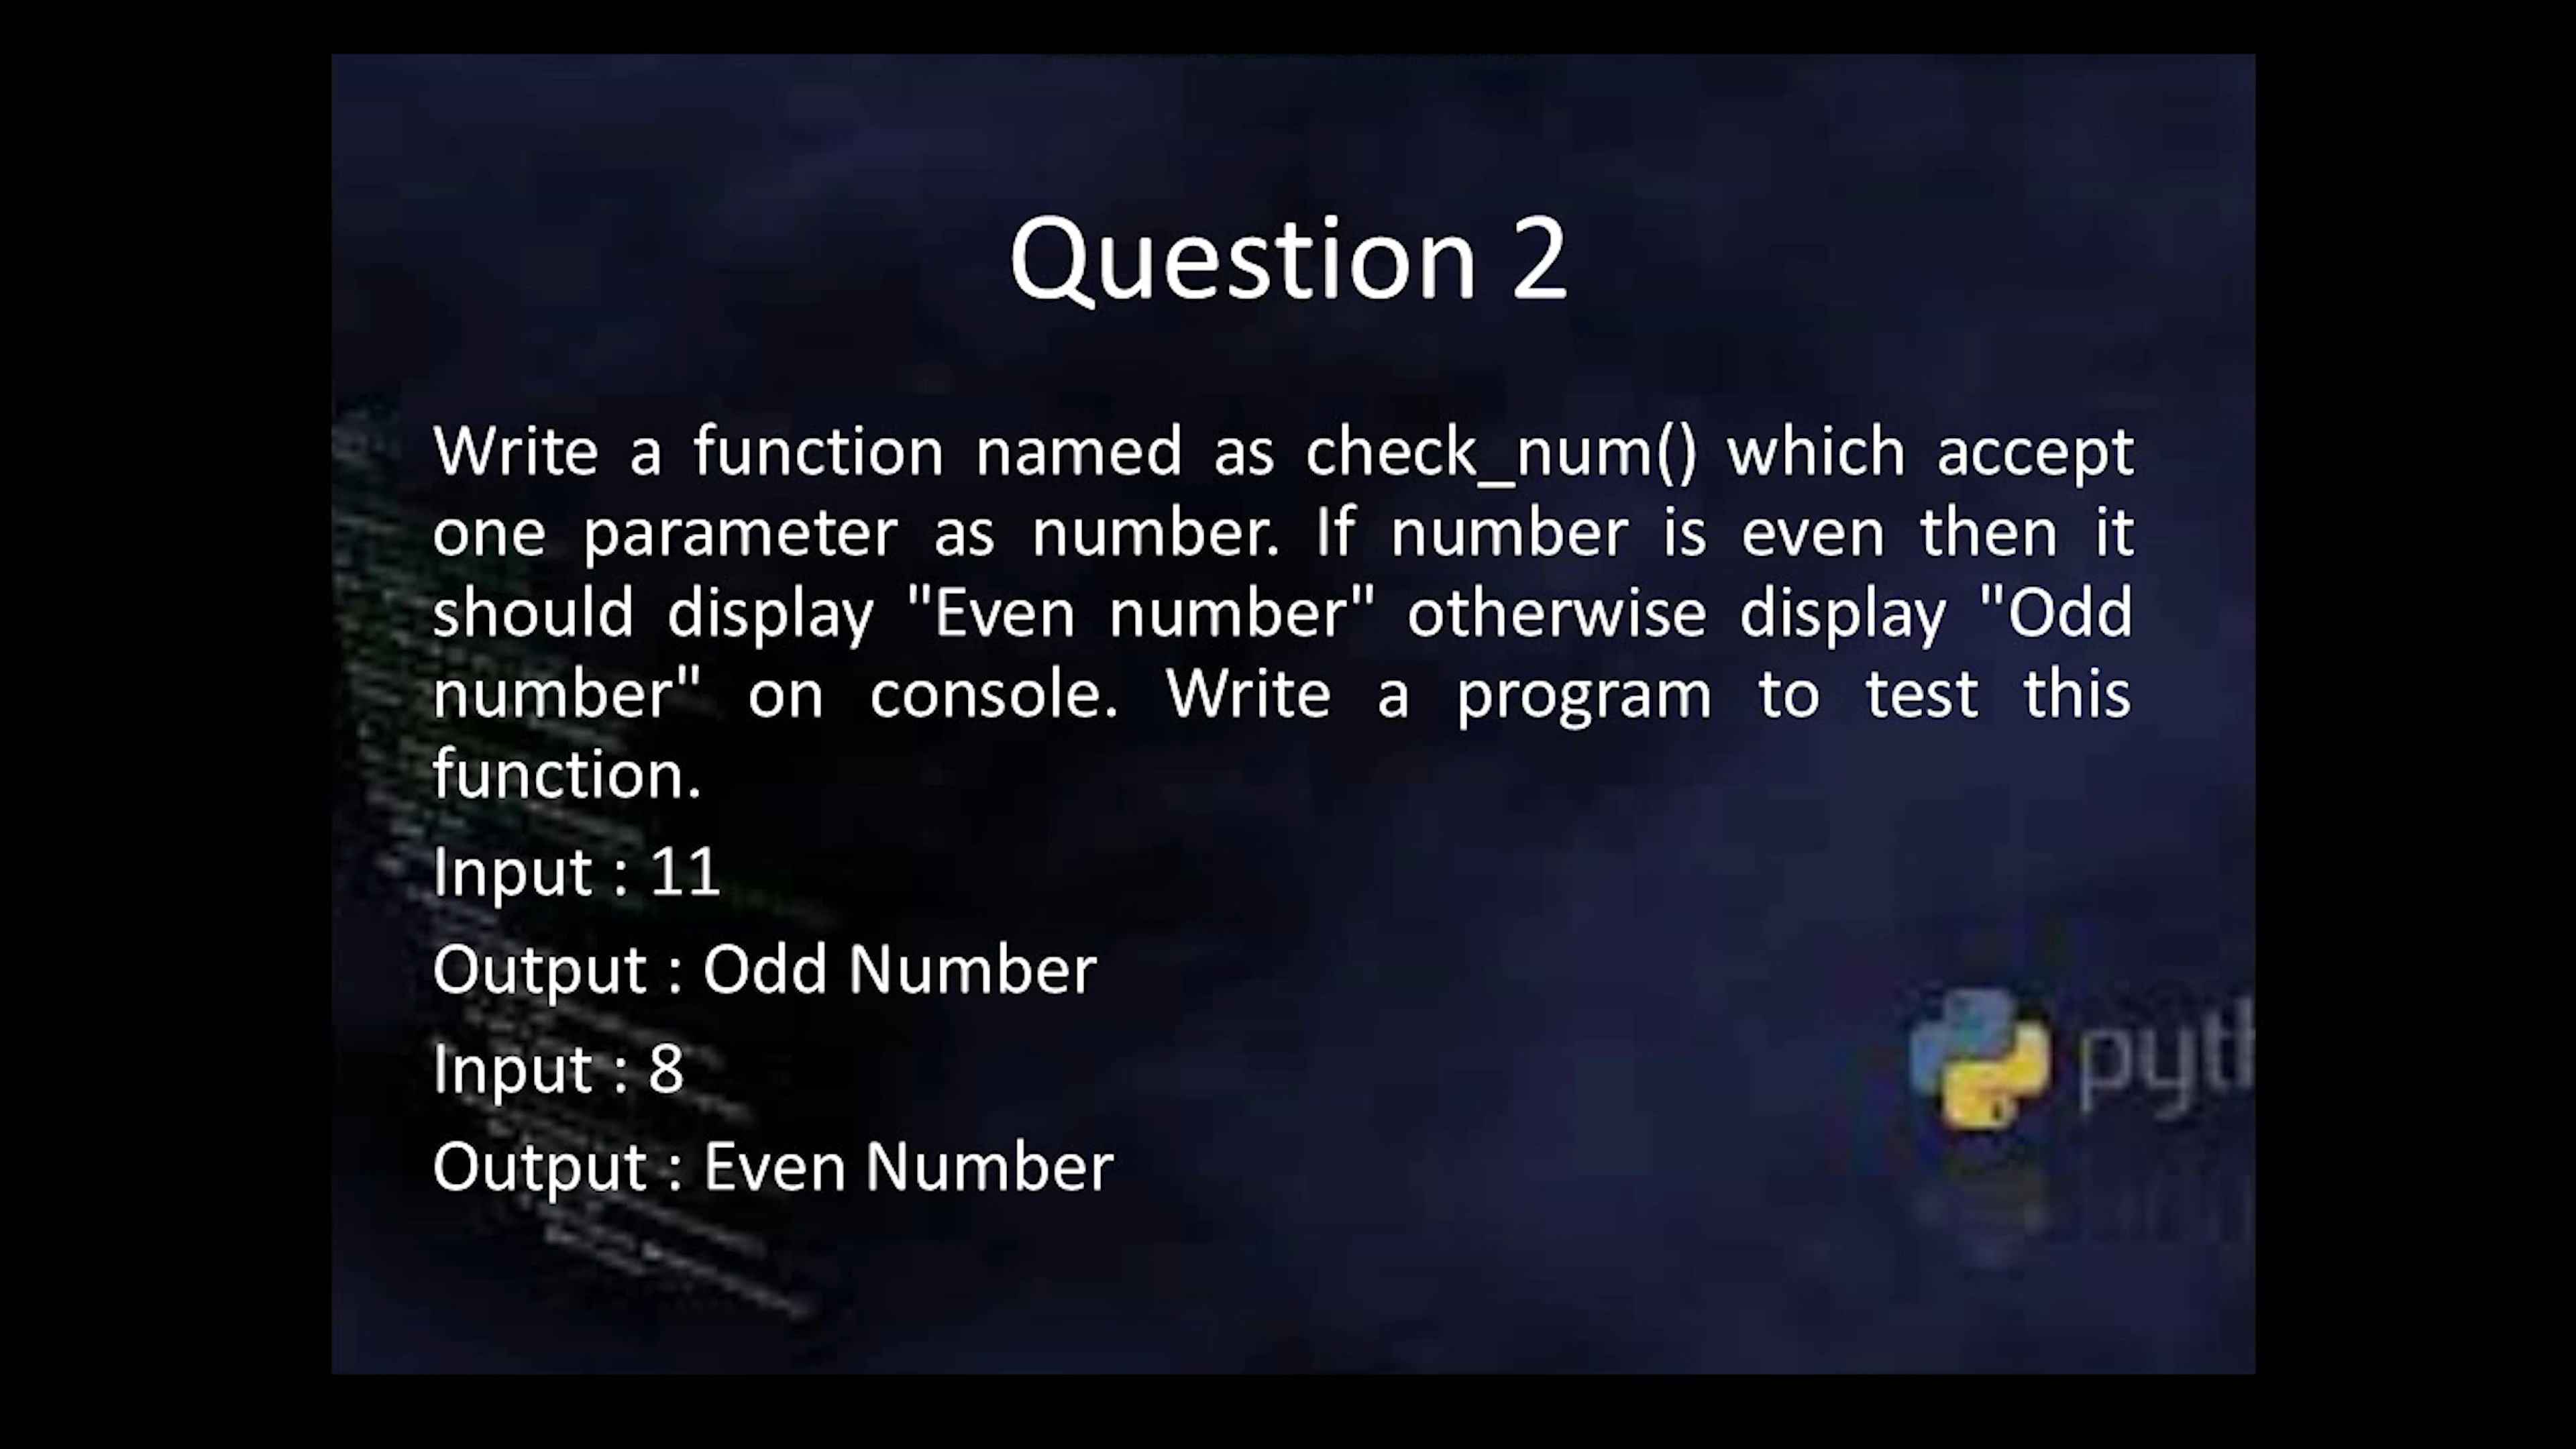 Question 2
Write a function named as check_num() which accept
one parameter as number. If number is even then it
should display "Even number" otherwise display "Odd
number" on console. Write a program to test this
function.
Input : 11
Output : Odd Number
Input : 8
Output : Even Number
pyth